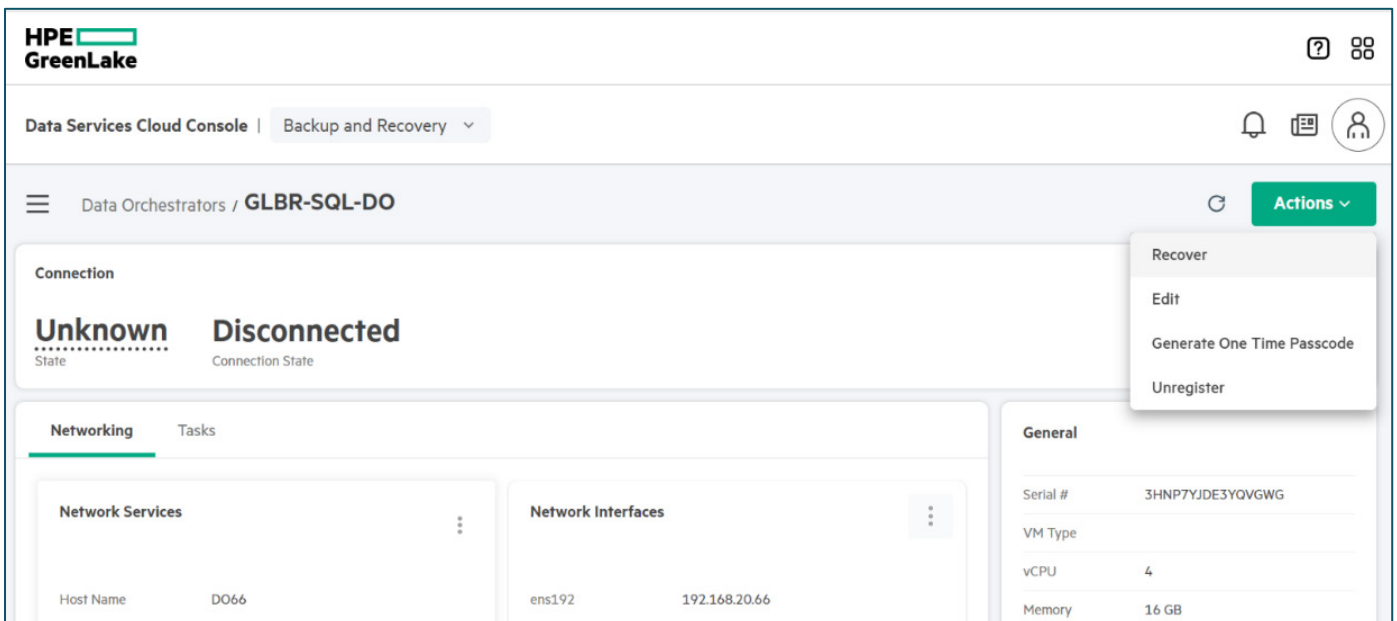 HPE
GreenLake
Data Services Cloud Console | Backup and Recovery
Data Orchestrators / GLBR-SQL-DO
Actions
Recover
Edit
Generate One Time Passcode
Unregister
Connection
Unknown Disconnected
State Connection State
Networking Tasks
Network Services
Host Name DO66
Network Interfaces
ens192 192.168.20.66
General
Serial # 3HNP7YJDE3YQVGWG
VM Type
vCPU 4
Memory 16 GB